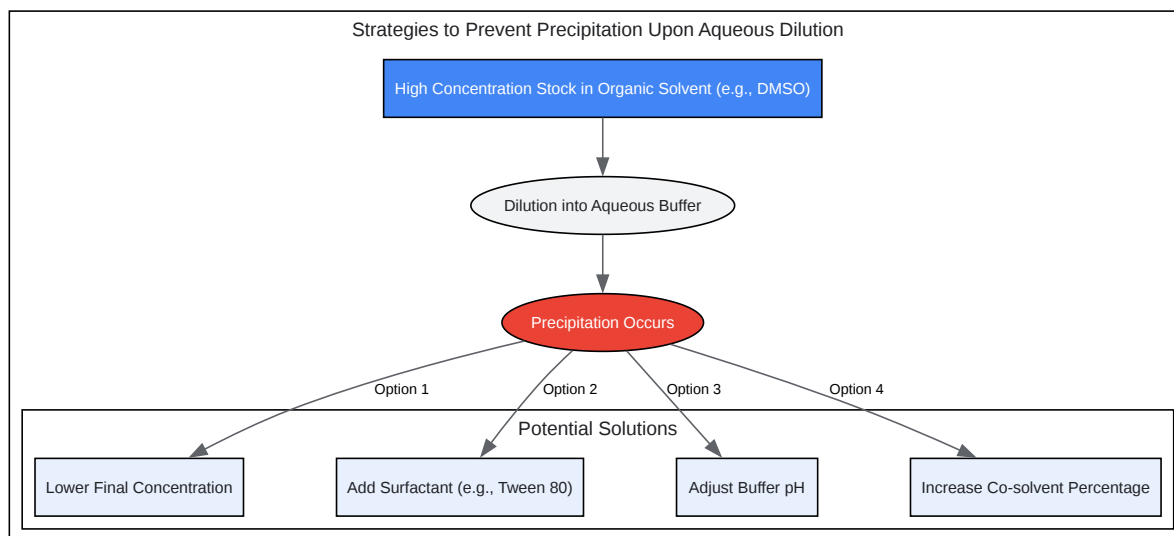 Strategies to Prevent Precipitation Upon Aqueous Dilution
High Concentration Stock in Organic Solvent (e.g., DMSO)
Dilution into Aqueous Buffer
Precipitation Occurs
Option 1
Option 2
Option 3
Option 4
Potential Solutions
Lower Final Concentration
Add Surfactant (e.g., Tween 80)
Adjust Buffer pH
Increase Co-solvent Percentage